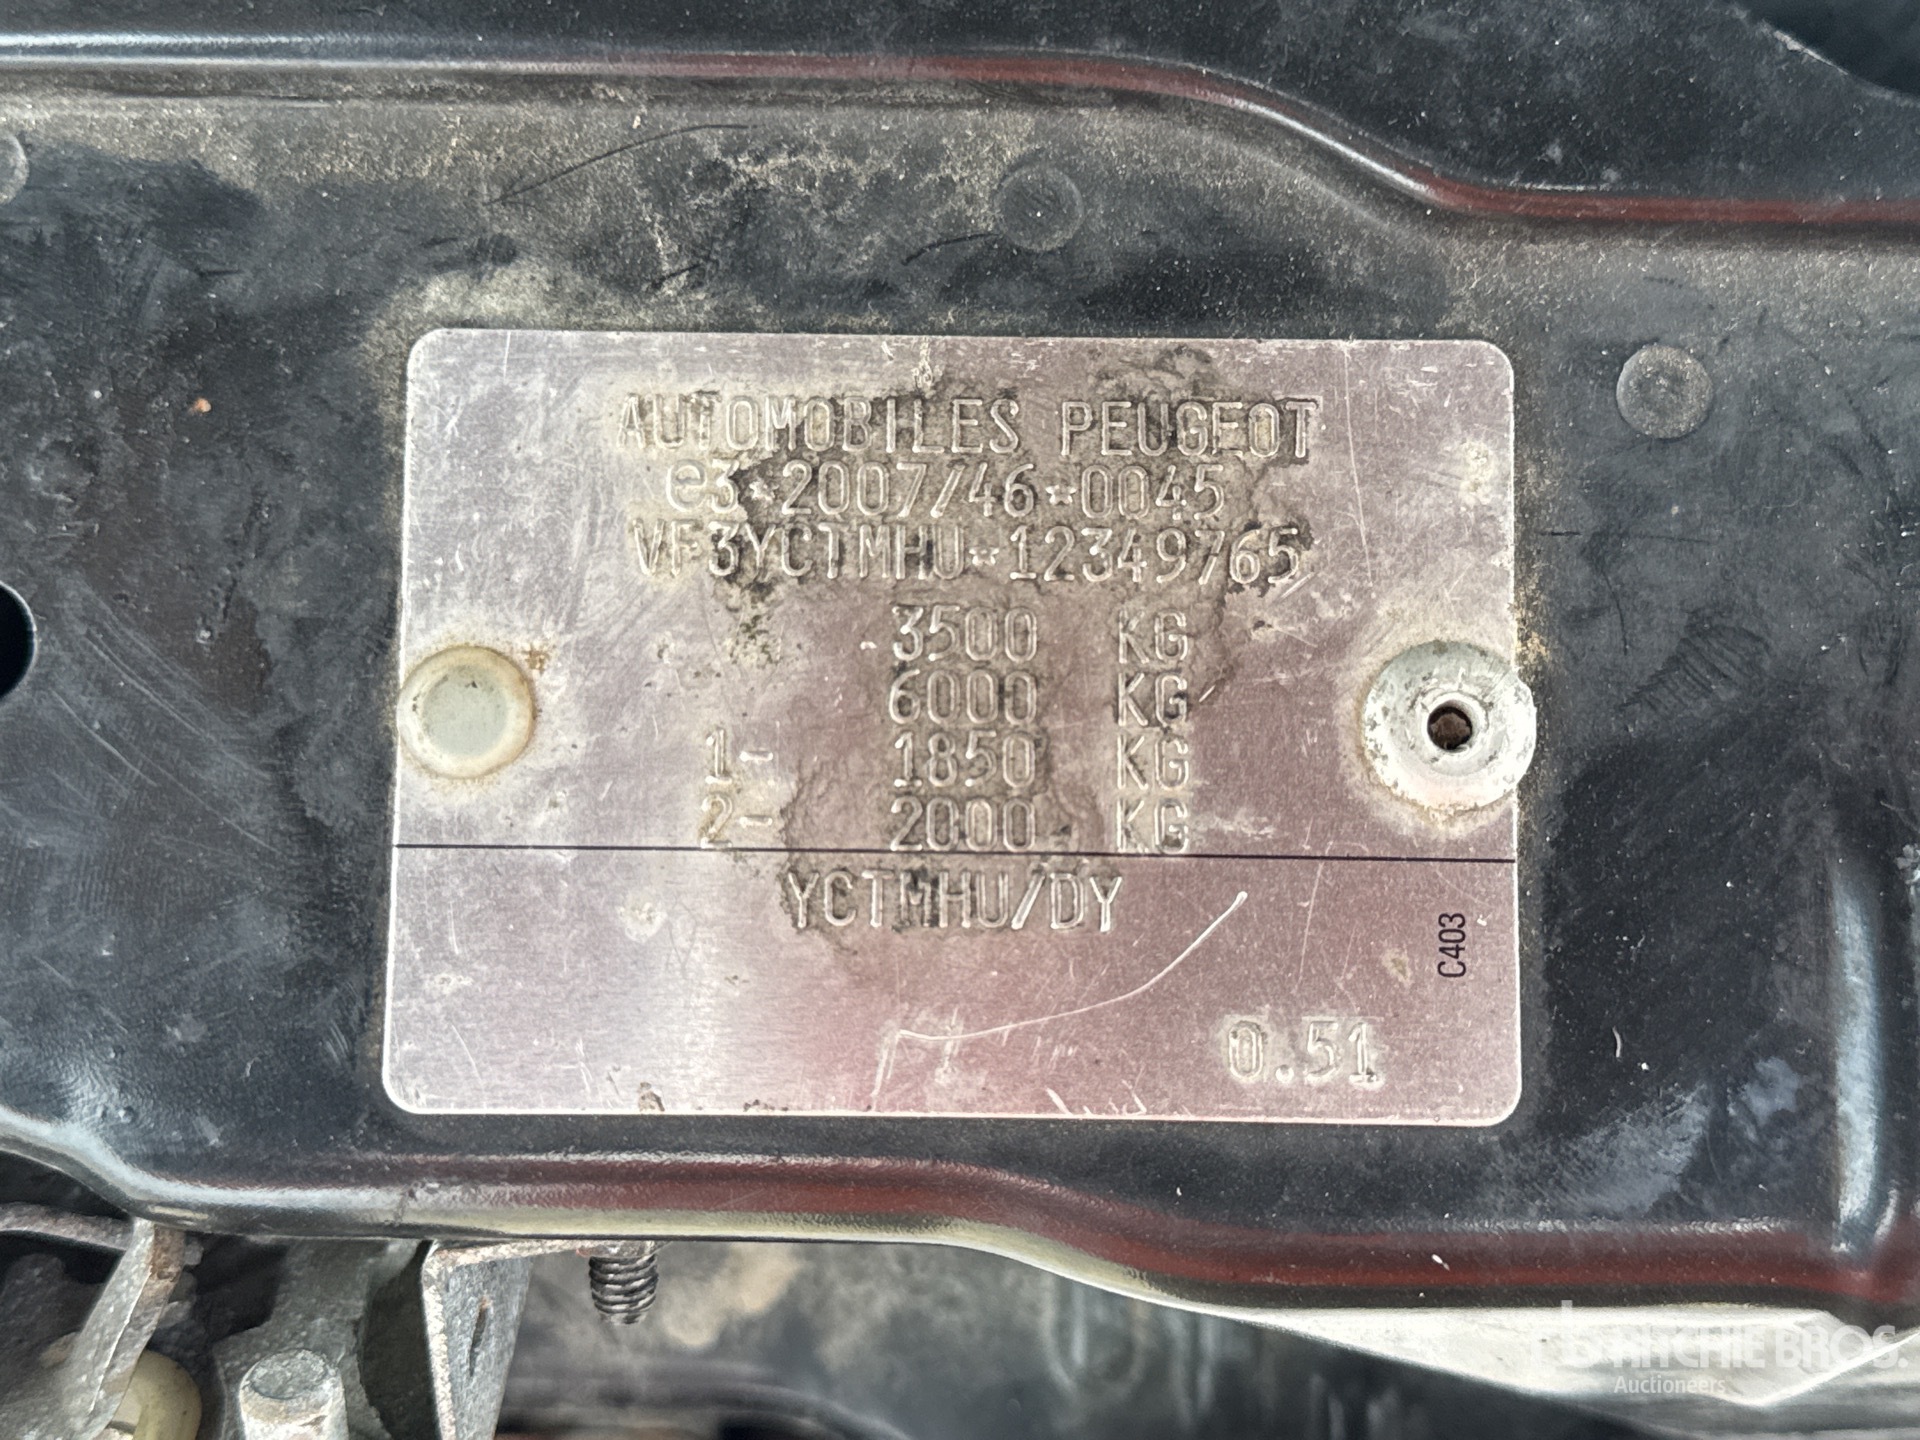 AUTOMOBILES PEUGEOT
e3*2007/46*0045
VF3YCTMHU*12349765
3500 KG
6000 KG
1- 1850 KG
2- 2000 KG
YCTMHU/DY
C403
0.51
RITCHIE BROS.
Auctioneers